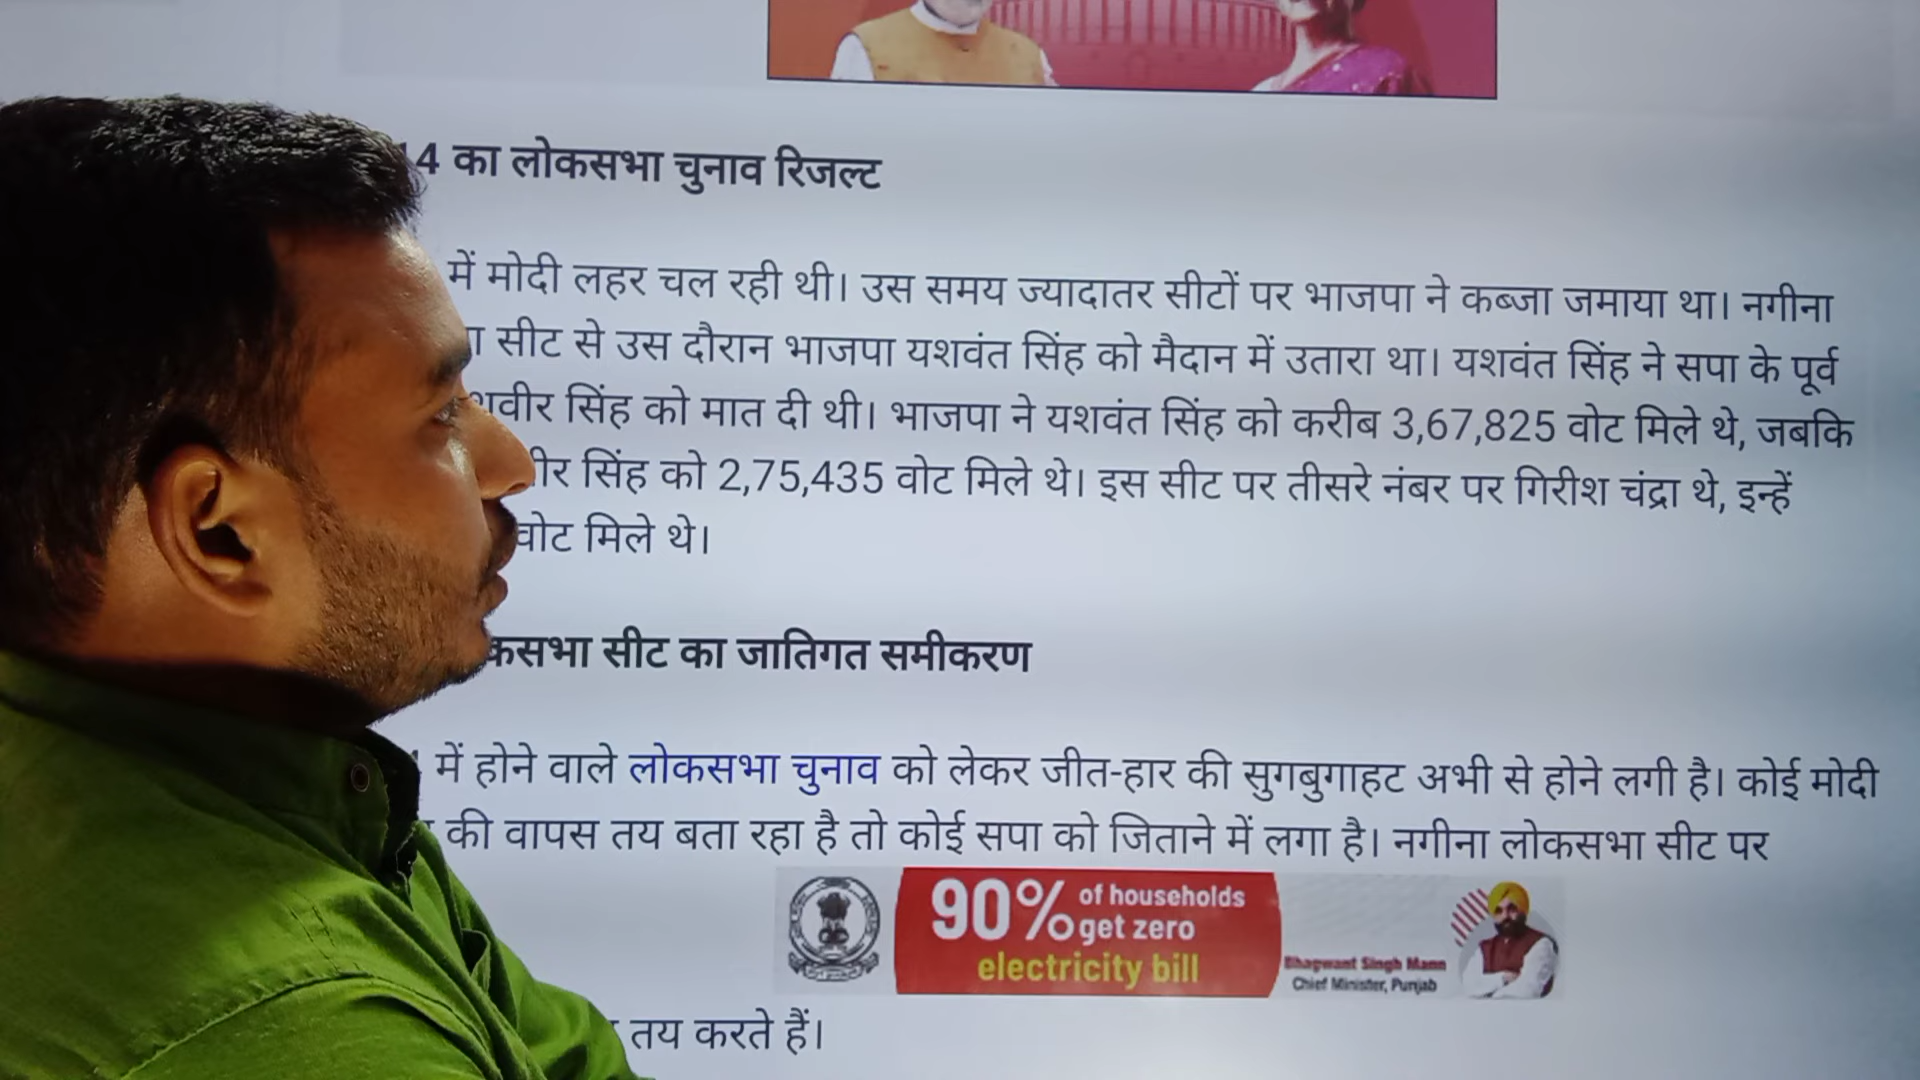 4 का लोकसभा चुनाव रिजल्ट
में मोदी लहर चल रही थी। उस समय ज्यादातर सीटों पर भाजपा ने कब्जा जमाया था। नगीना
सीट से उस दौरान भाजपा यशवंत सिंह को मैदान में उतारा था। यशवंत सिंह ने सपा के पूर्व
शवीर सिंह को मात दी थी। भाजपा ने यशवंत सिंह को करीब 3,67,825 वोट मिले थे, जबकि
वीर सिंह को 2,75,435 वोट मिले थे। इस सीट पर तीसरे नंबर पर गिरीश चंद्रा थे, इन्हें
वोट मिले थे।
कसभा सीट का जातिगत समीकरण
में होने वाले लोकसभा चुनाव को लेकर जीत-हार की सुगबुगाहट अभी से होने लगी है। कोई मोदी
की वापस तय बता रहा है तो कोई सपा को जिताने में लगा है। नगीना लोकसभा सीट पर
90% of households
get zero
electricity bill
Bhagwant Singh Mann
Chief Minister, Punjab
तय करते हैं।